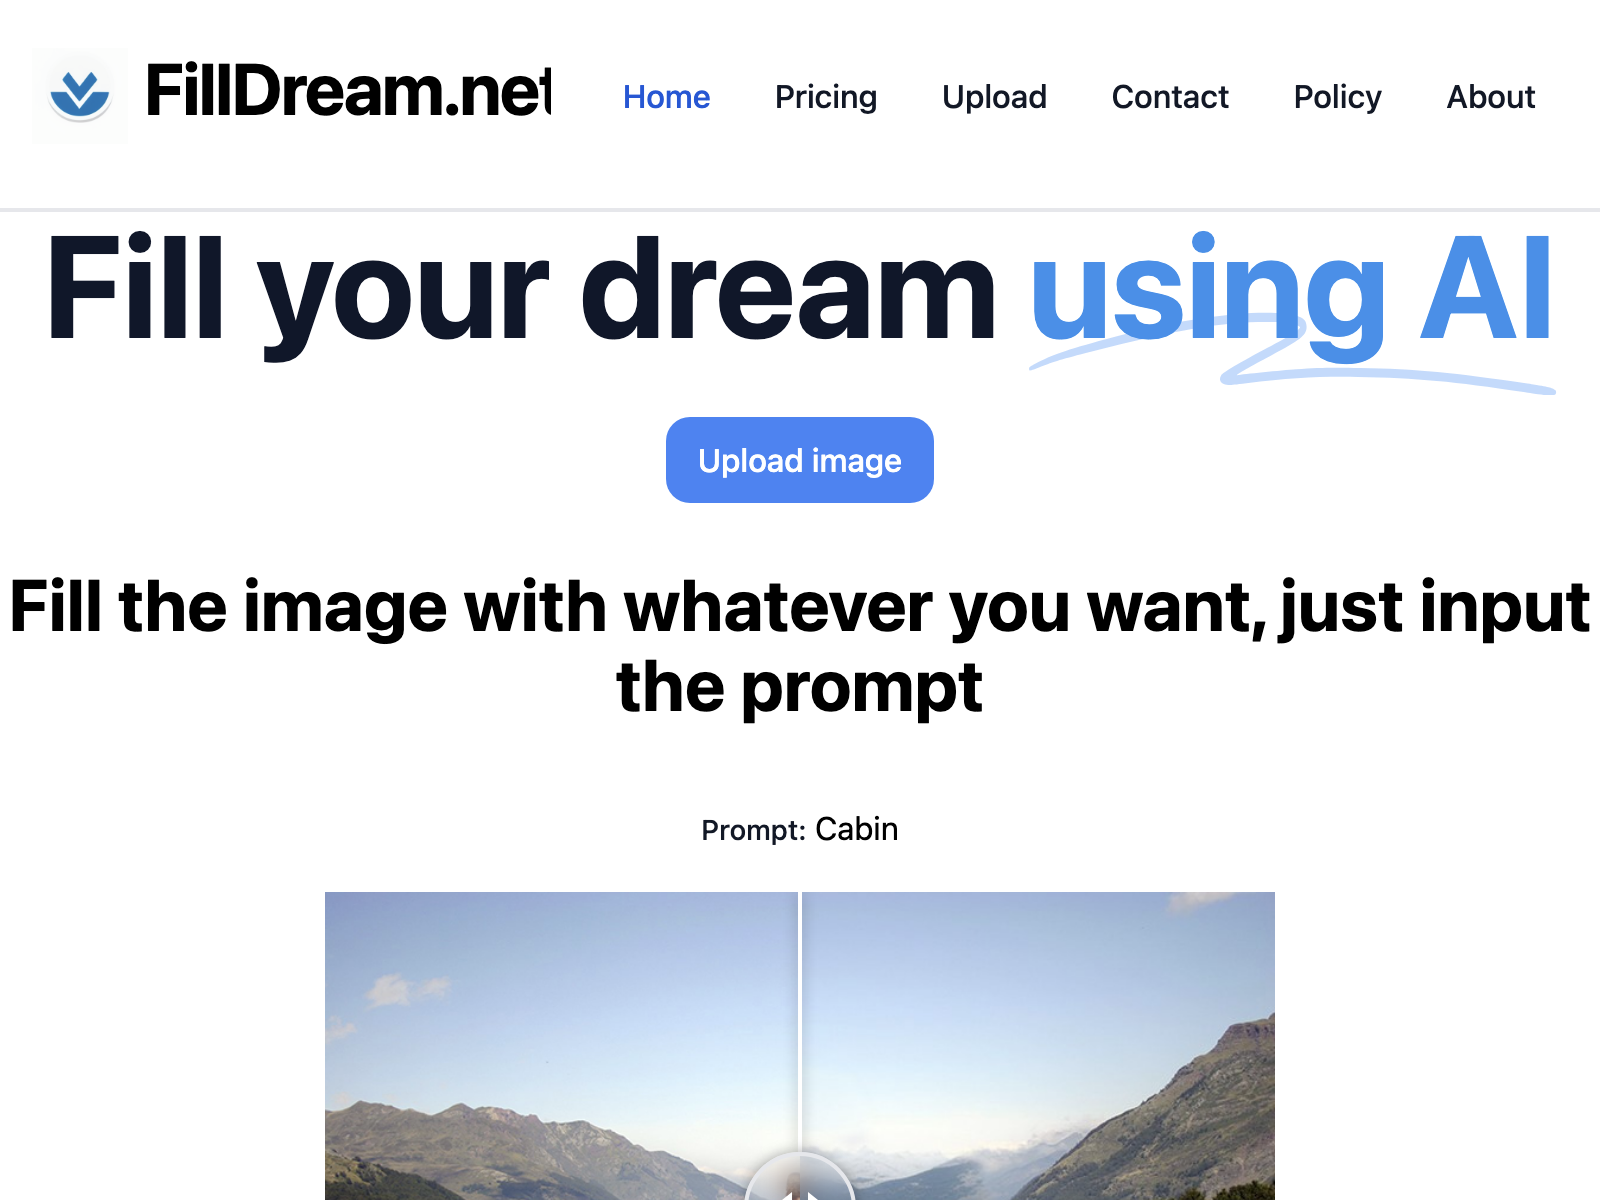 FillDream.net
Home Pricing Upload Contact Policy About
Fill your dream using AI
Upload image
Fill the image with whatever you want, just input
the prompt
Prompt: Cabin